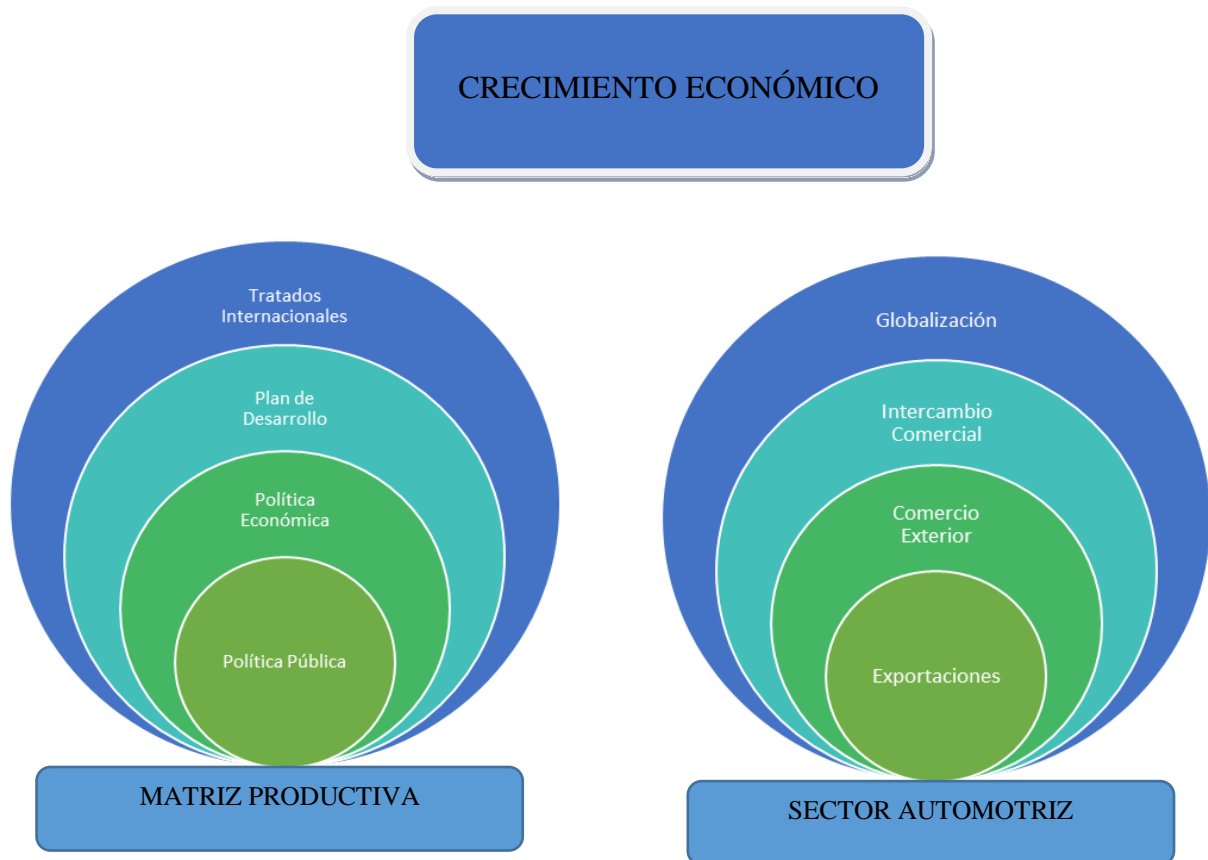 CRECIMIENTO ECONÓMICO
Tratados
Internacionales
Plan de
Desarrollo
Política
Económica
Política Pública
MATRIZ PRODUCTIVA
Globalización
Intercambio
Comercial
Comercio
Exterior
Exportaciones
SECTOR AUTOMOTRIZ